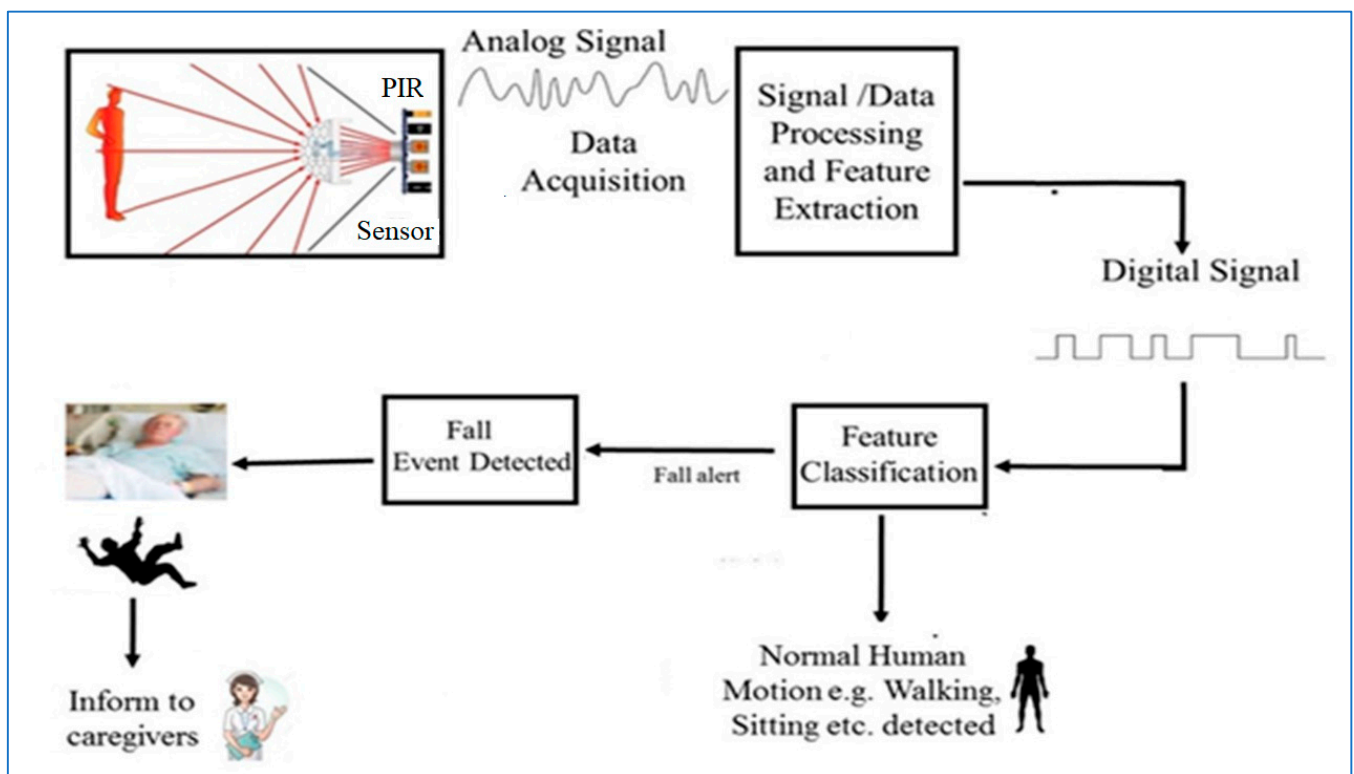 PIR
Sensor
Analog Signal
Data
Acquisition
Signal /Data
Processing
and Feature
Extraction
Digital Signal
Feature
Classification
Fall alert
Fall
Event Detected
Normal Human
Motion e.g. Walking,
Sitting etc. detected
Inform to
caregivers